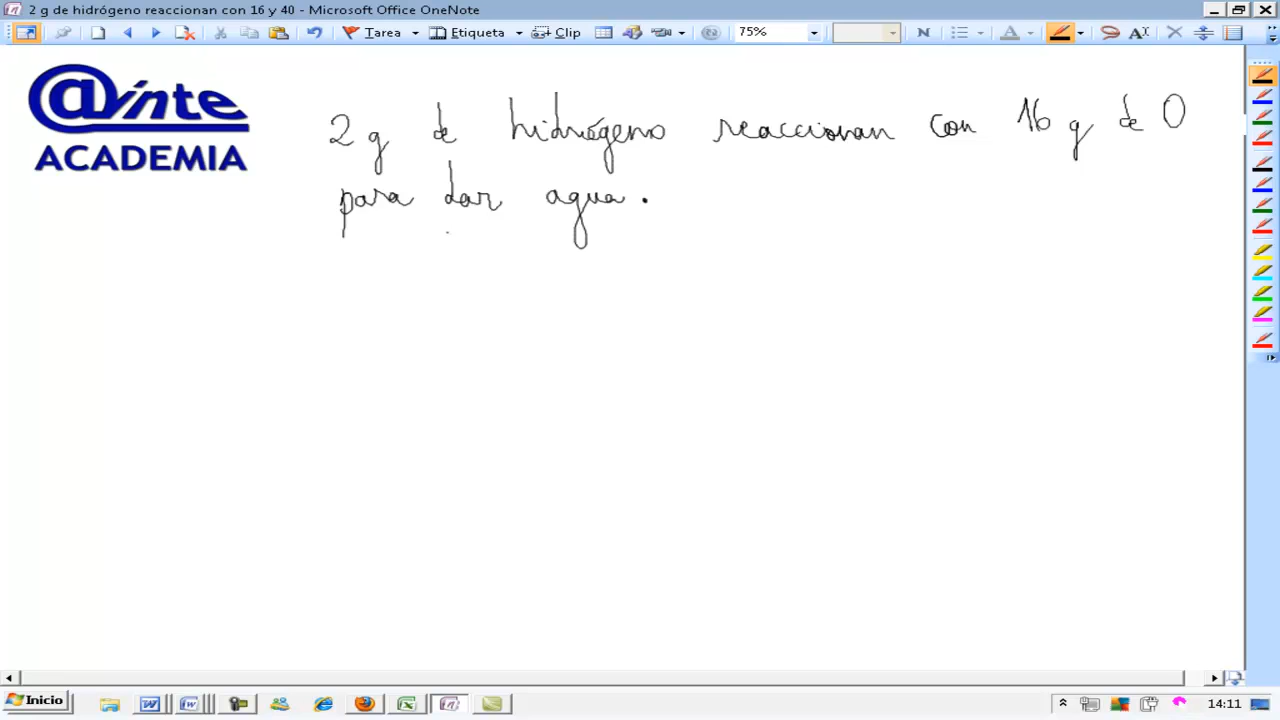 2 g de hidrógeno reaccionan con 16 y 40 - Microsoft Office OneNote
Tarea Etiqueta Clip 75% N A A
@inte
ACADEMIA
2 g de hidrógeno reaccionan con 16 g de O
para dar agua.
Inicio 14:11